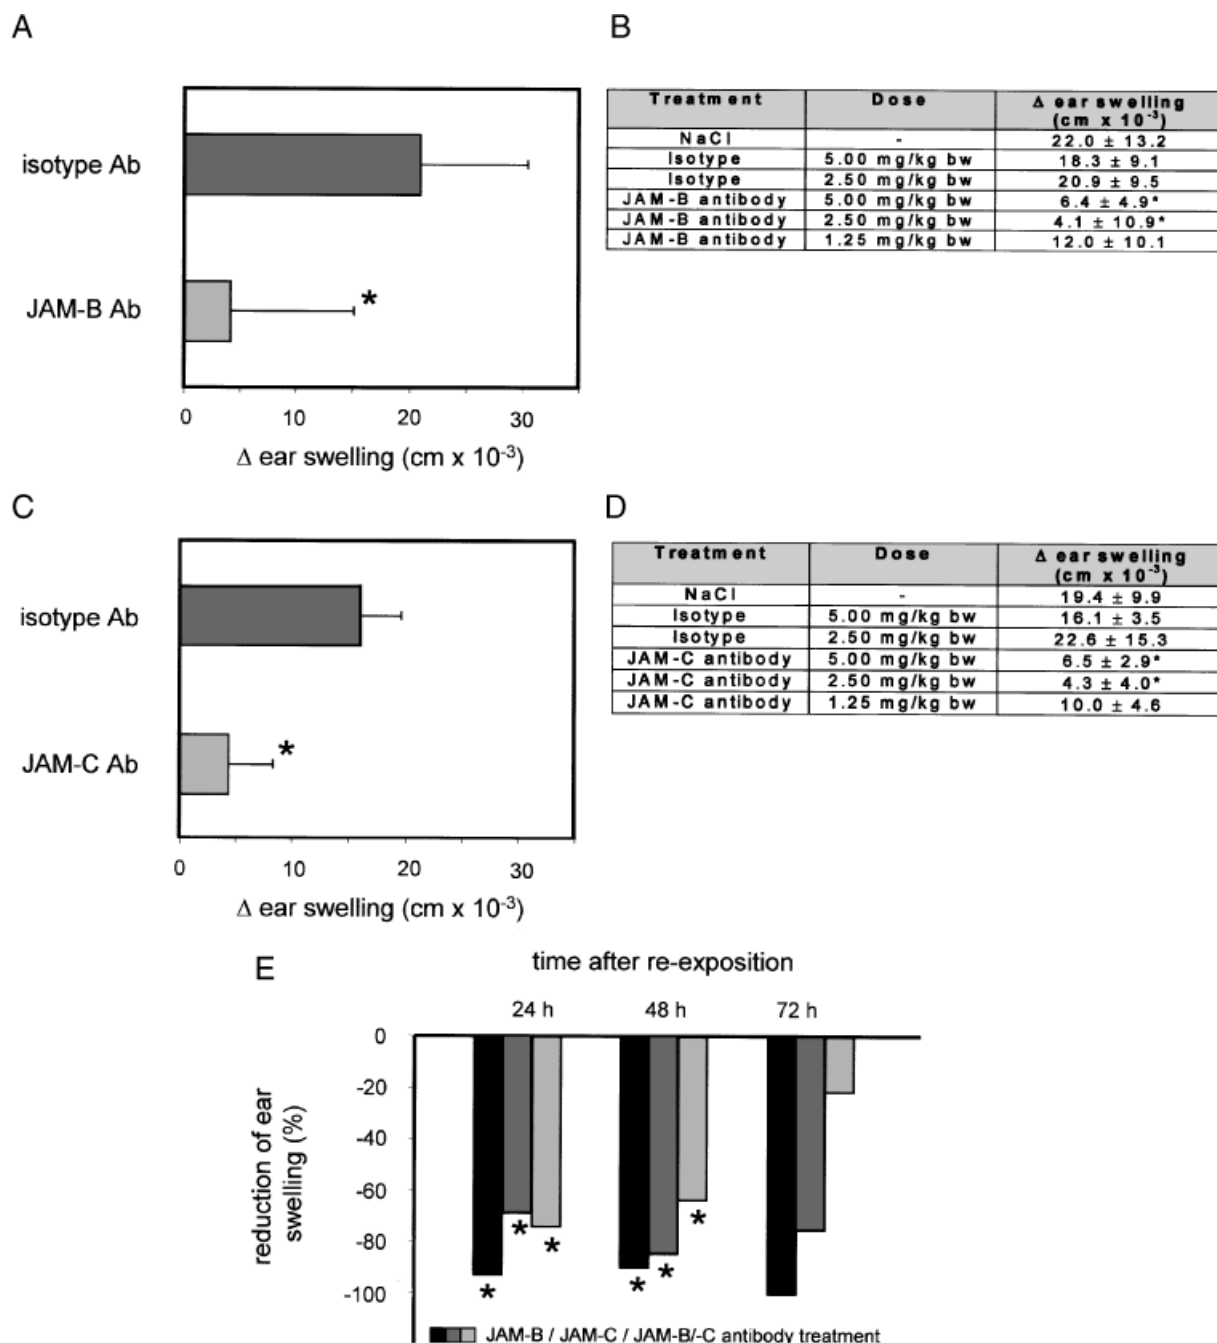 A
isotype Ab
JAM-B Ab
*
0 10 20 30
Δ ear swelling (cm x 10⁻³)
B
Treatment Dose Δ ear swelling (cm x 10⁻³)
NaCl - 22.0 ± 13.2
Isotype 5.00 mg/kg bw 18.3 ± 9.1
Isotype 2.50 mg/kg bw 20.9 ± 9.5
JAM-B antibody 5.00 mg/kg bw 6.4 ± 4.9*
JAM-B antibody 2.50 mg/kg bw 4.1 ± 10.9*
JAM-B antibody 1.25 mg/kg bw 12.0 ± 10.1
C
isotype Ab
JAM-C Ab
*
0 10 20 30
Δ ear swelling (cm x 10⁻³)
D
Treatment Dose Δ ear swelling (cm x 10⁻³)
NaCl - 19.4 ± 9.9
Isotype 5.00 mg/kg bw 16.1 ± 3.5
Isotype 2.50 mg/kg bw 22.6 ± 15.3
JAM-C antibody 5.00 mg/kg bw 6.5 ± 2.9*
JAM-C antibody 2.50 mg/kg bw 4.3 ± 4.0*
JAM-C antibody 1.25 mg/kg bw 10.0 ± 4.6
E
time after re-exposition
24 h 48 h 72 h
reduction of ear
swelling (%)
0
-20
-40
-60
-80
-100
* * * * * *
JAM-B / JAM-C / JAM-B/-C antibody treatment